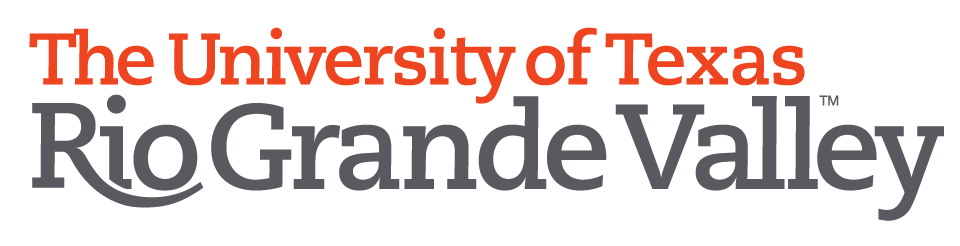 The University of Texas
Rio Grande Valley™